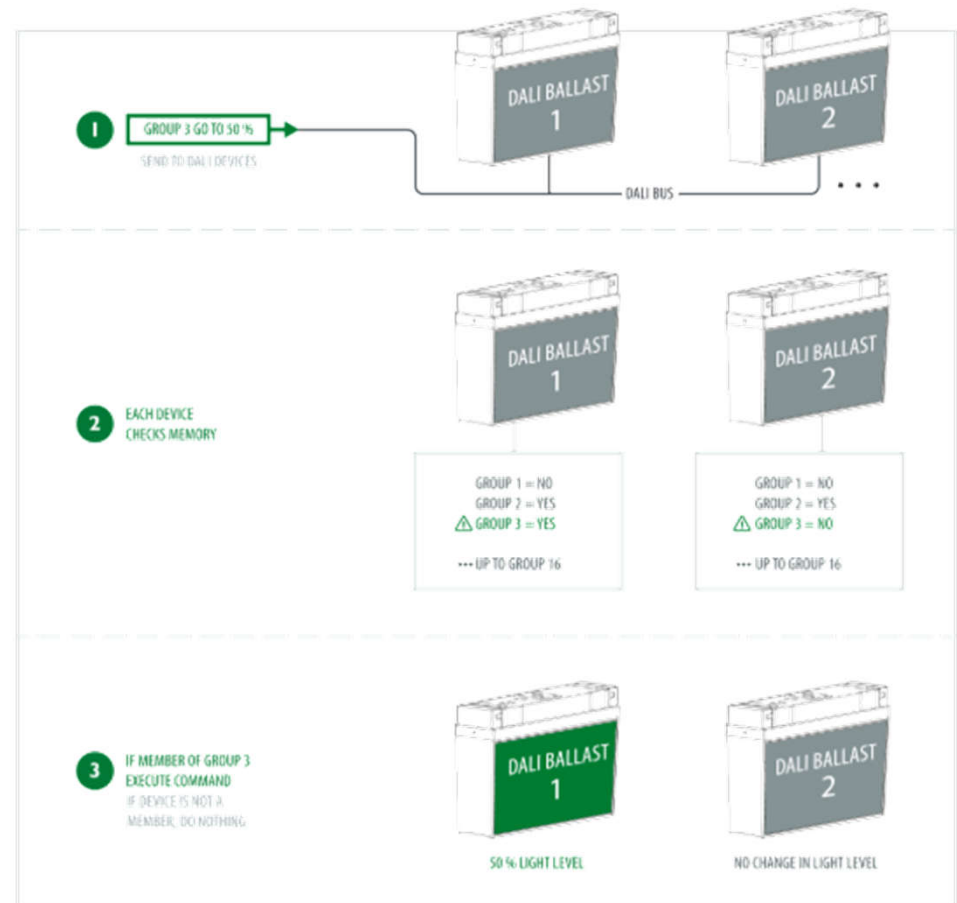 1
GROUP 3 GO TO 50 %
SEND TO DALI DEVICES
DALI BALLAST
1
DALI BALLAST
2
DALI BUS
...
2
EACH DEVICE
CHECKS MEMORY
DALI BALLAST
1
DALI BALLAST
2
GROUP 1 = NO
GROUP 2 = YES
GROUP 3 = YES
... UP TO GROUP 16
GROUP 1 = NO
GROUP 2 = YES
GROUP 3 = NO
... UP TO GROUP 16
3
IF MEMBER OF GROUP 3
EXECUTE COMMAND
IF DEVICE IS NOT A
MEMBER, DO NOTHING
DALI BALLAST
1
DALI BALLAST
2
50 % LIGHT LEVEL
NO CHANGE IN LIGHT LEVEL